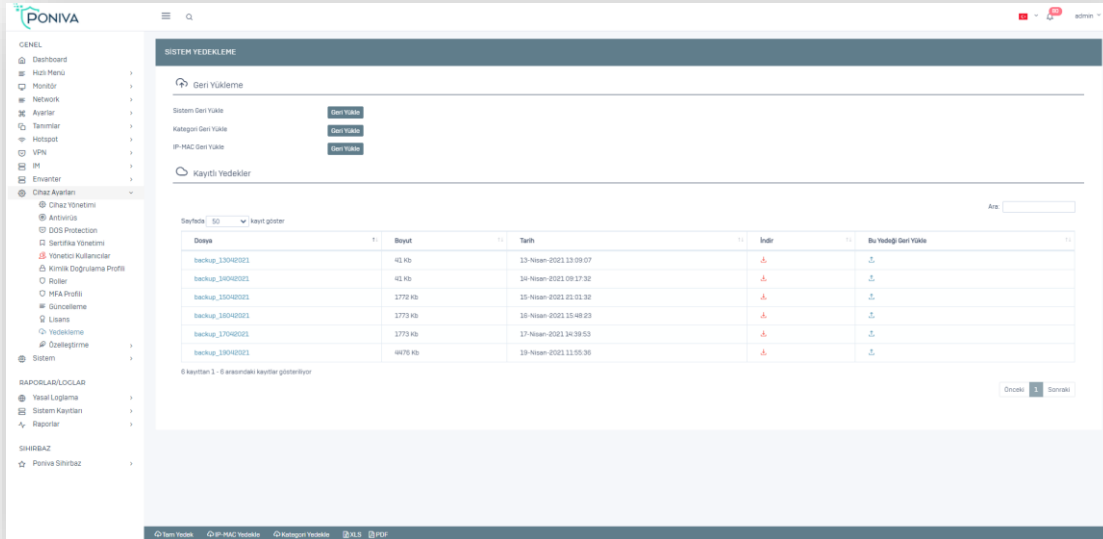 PONIVA
86
admin
GENEL
Dashboard
Hızlı Menü
Monitör
Network
Ayarlar
Tanımlar
Hotspot
VPN
IM
Envanter
Cihaz Ayarları
Cihaz Yönetimi
Antivirüs
DOS Protection
Sertifika Yönetimi
Yönetici Kullanıcılar
Kimlik Doğrulama Profili
Roller
MFA Profili
Güncelleme
Lisans
Yedekleme
Özelleştirme
Sistem
RAPORLAR/LOGLAR
Yasal Loglama
Sistem Kayıtları
Raporlar
SIHIRBAZ
Poniva Sihirbaz
SISTEM YEDEKLEME
Geri Yükleme
Sistem Geri Yükle Geri Yükle
Kategori Geri Yükle Geri Yükle
IP-MAC Geri Yükle Geri Yükle
Kayıtlı Yedekler
Ara:
Sayfada 50 kayıt göster
Dosya Boyut Tarih İndir Bu Yedeği Geri Yükle
backup_13042021 41 Kb 13-Nisan-2021 13:09:07
backup_14042021 41 Kb 14-Nisan-2021 09:17:32
backup_15042021 1772 Kb 15-Nisan-2021 21:01:32
backup_16042021 1773 Kb 16-Nisan-2021 15:48:23
backup_17042021 1773 Kb 17-Nisan-2021 14:39:53
backup_19042021 4476 Kb 19-Nisan-2021 11:55:36
6 kayıttan 1 - 6 arasındaki kayıtlar gösteriliyor
Önceki 1 Sonraki
Tam Yedek IP-MAC Yedekle Kategori Yedekle XLS PDF